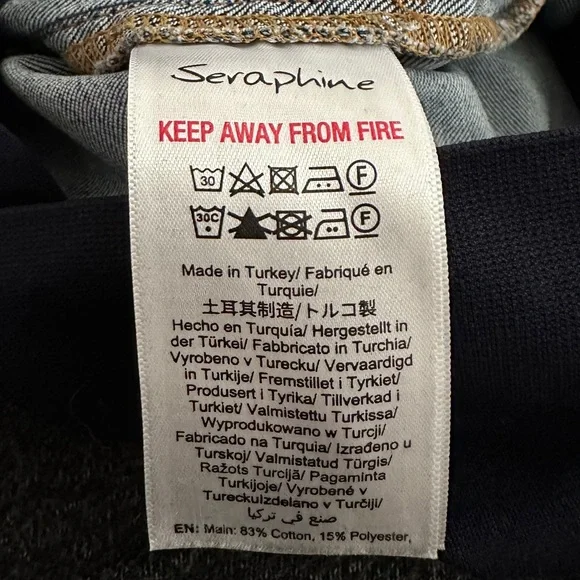 Seraphine
KEEP AWAY FROM FIRE
30 F
30C F
Made in Turkey/ Fabriqué en
Turquie/
土耳其制造/トルコ製
Hecho en Turquía/ Hergestellt in
der Türkei/ Fabbricato in Turchia/
Vyrobeno v Turecku/ Vervaardigd
in Turkije/ Fremstillet i Tyrkiet/
Produsert i Tyrika/ Tillverkad i
Turkiet/ Valmistettu Turkissa/
Wyprodukowano w Turcji/
Fabricado na Turquia/ Izrađeno u
Turskoj/ Valmistatud Türgis/
Ražots Turcijā/ Pagaminta
Turkijoje/ Vyrobené v
TureckuIzdelano v Turčiji/
صنع في تركيا
EN: Main: 83% Cotton, 15% Polyester,